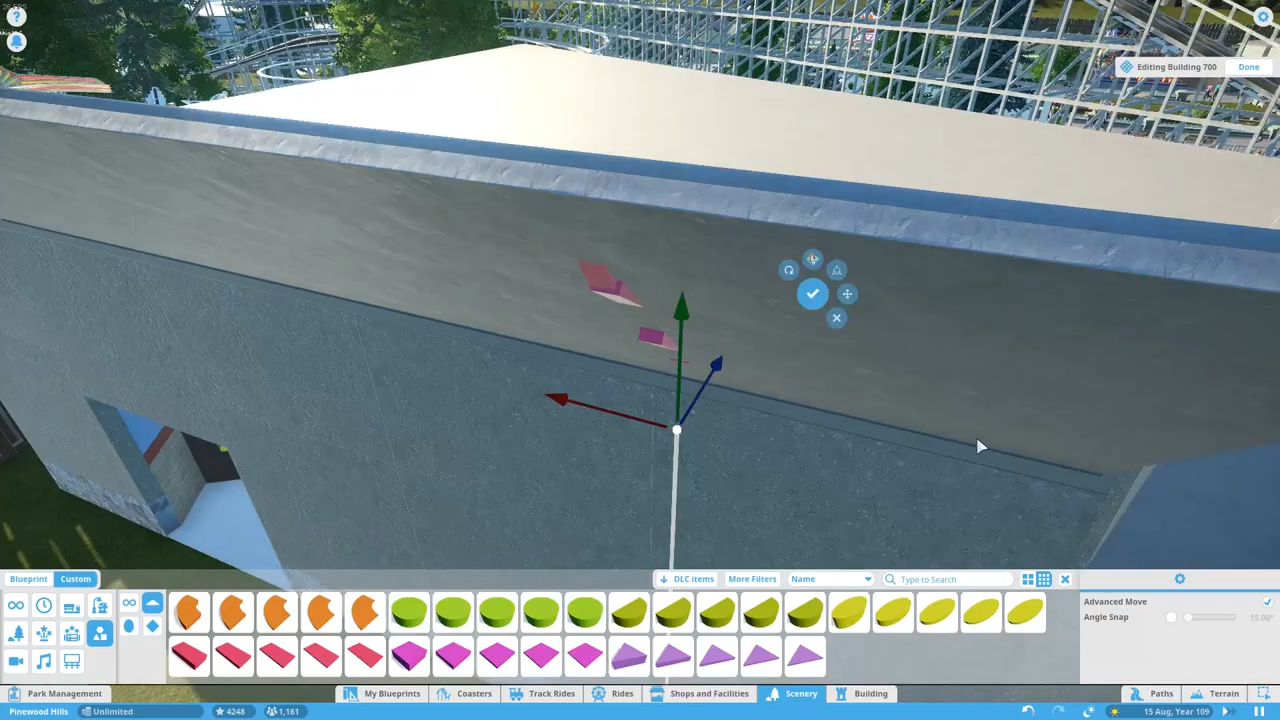 Editing Building 700 Done
Blueprint Custom
DLC items More Filters Name Type to Search
Advanced Move
Angle Snap 15.00°
Park Management My Blueprints Coasters Track Rides Rides Shops and Facilities Scenery Building Paths Terrain
Pinewood Hills Unlimited 4248 1,161 15 Aug, Year 109